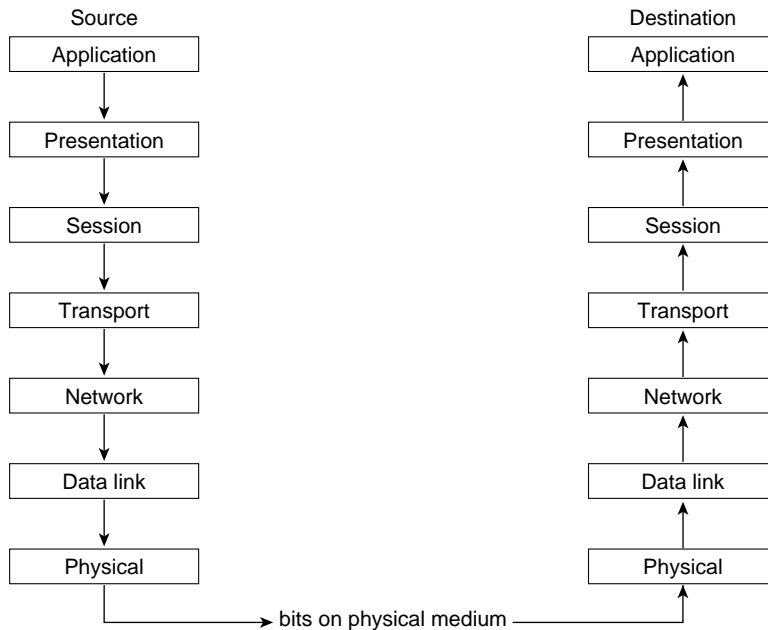 Source
Application
Presentation
Session
Transport
Network
Data link
Physical
bits on physical medium
Destination
Application
Presentation
Session
Transport
Network
Data link
Physical